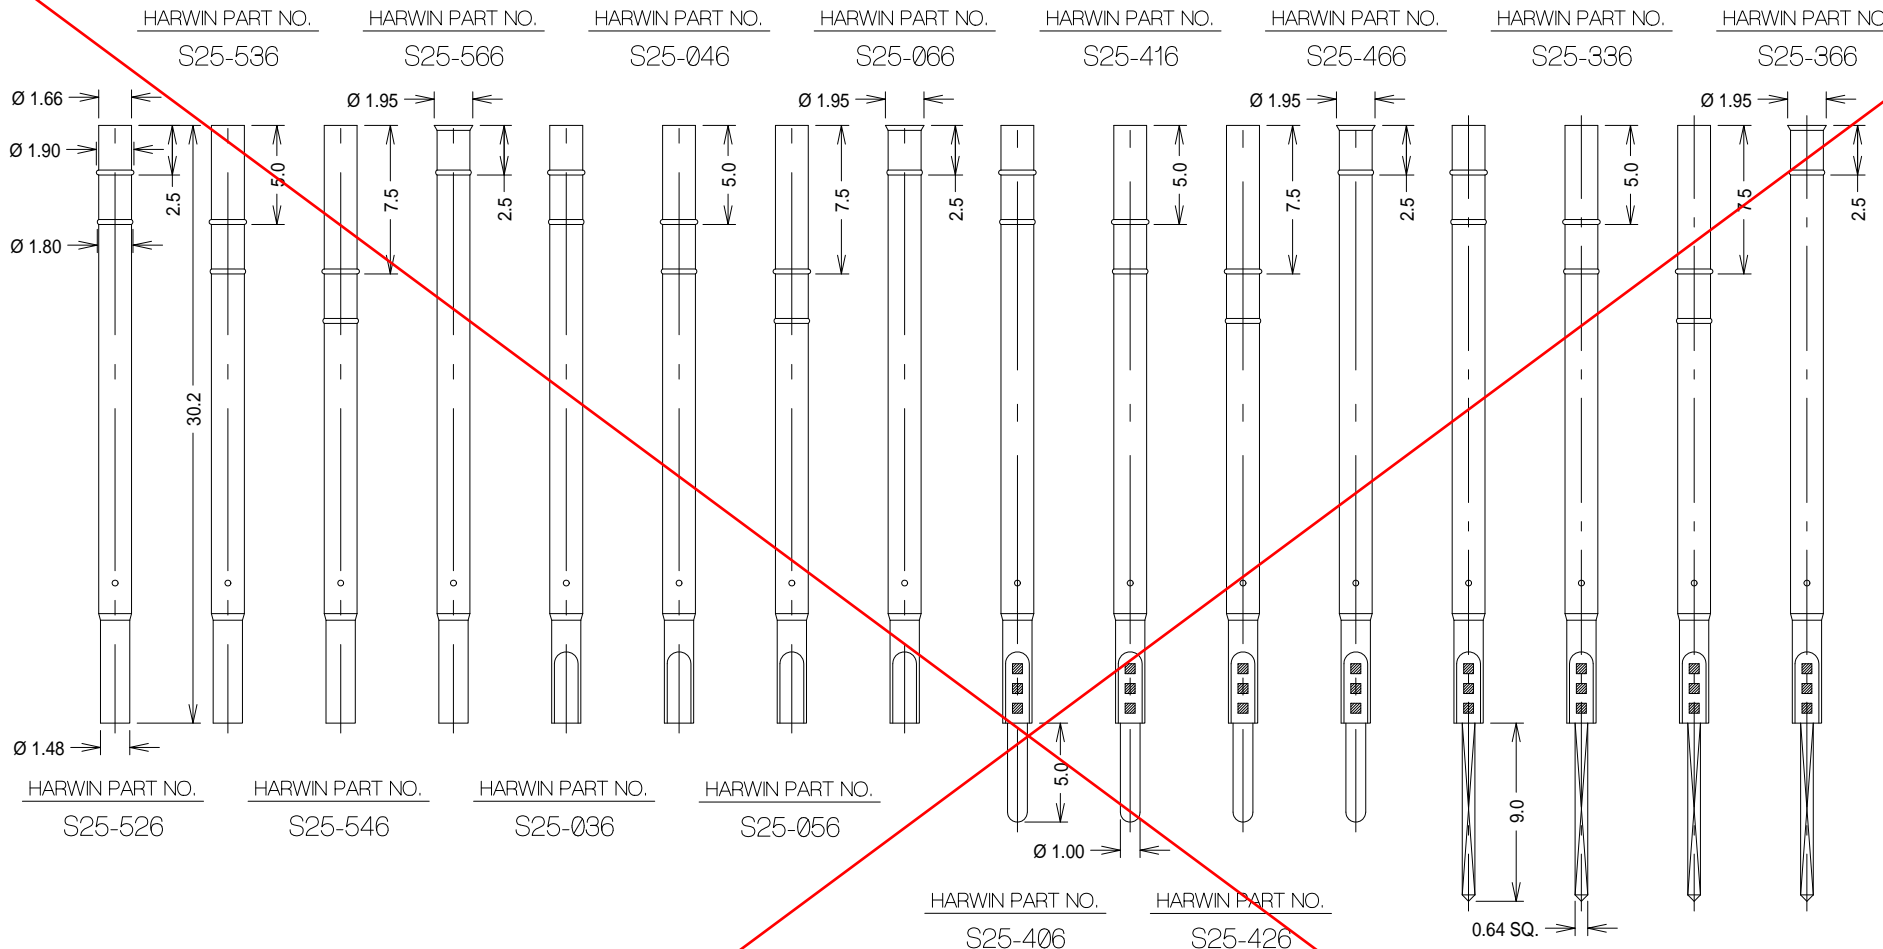 HARWIN PART NO. HARWIN PART NO. HARWIN PART NO. HARWIN PART NO. HARWIN PART NO. HARWIN PART NO. HARWIN PART NO. HARWIN PART NO
S25-536 S25-566 S25-046 S25-066 S25-416 S25-466 S25-336 S25-366
Ø 1.66 Ø 1.95 Ø 1.95 Ø 1.95 Ø 1.95
Ø 1.90 5.0 5.0 5.0 5.0
2.5 7.5 2.5 7.5 2.5 7.5 2.5 7.5 2.5
Ø 1.80
30.2
Ø 1.48
5.0
9.0
HARWIN PART NO. HARWIN PART NO. HARWIN PART NO. HARWIN PART NO.
S25-526 S25-546 S25-036 S25-056
Ø 1.00
HARWIN PART NO. HARWIN PART NO.
0.64 SQ.
S25-406 S25-426